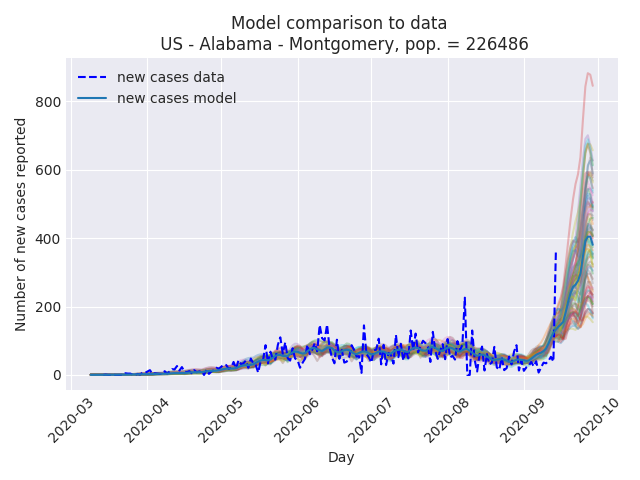 Model comparison to data
US - Alabama - Montgomery, pop. = 226486
new cases data
new cases model
Number of new cases reported
800
600
400
200
0
2020-03
2020-04
2020-05
2020-06
2020-07
2020-08
2020-09
2020-10
Day